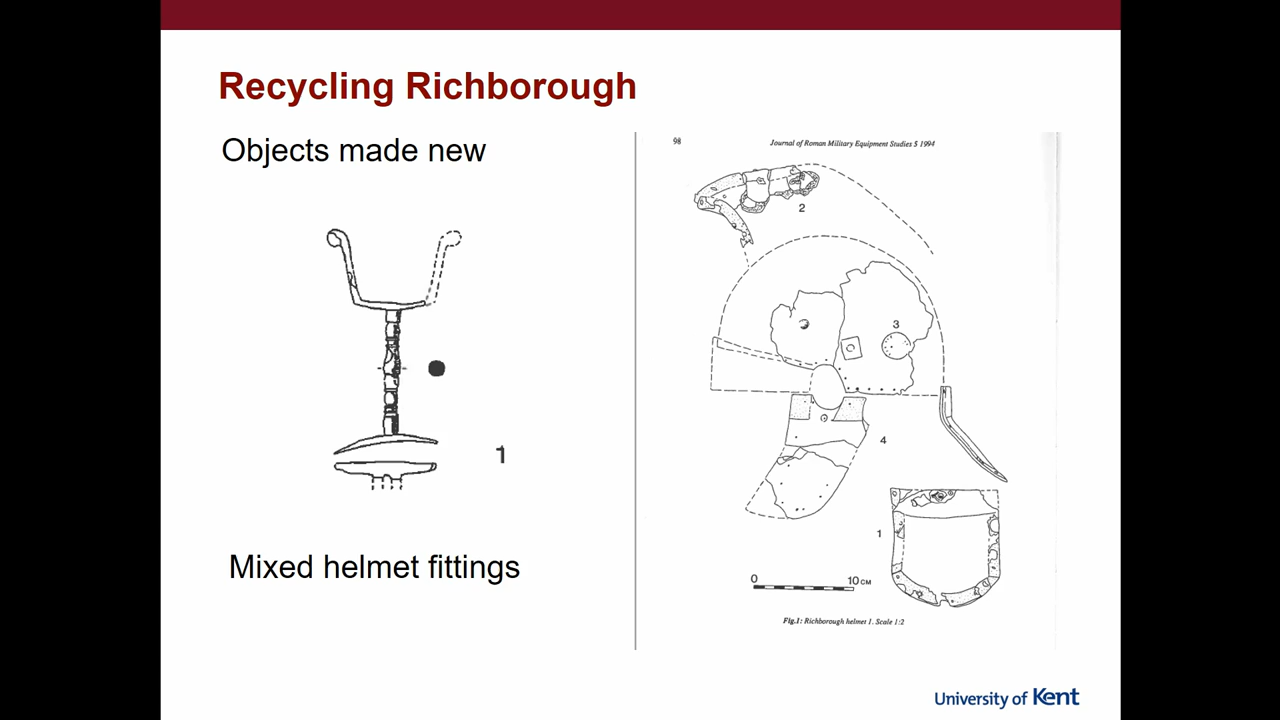 Recycling Richborough
Objects made new
1
Mixed helmet fittings
98
Journal of Roman Military Equipment Studies 5 1994
2
3
4
1
0
10 CM
Fig.1: Richborough helmet 1. Scale 1:2
University of Kent